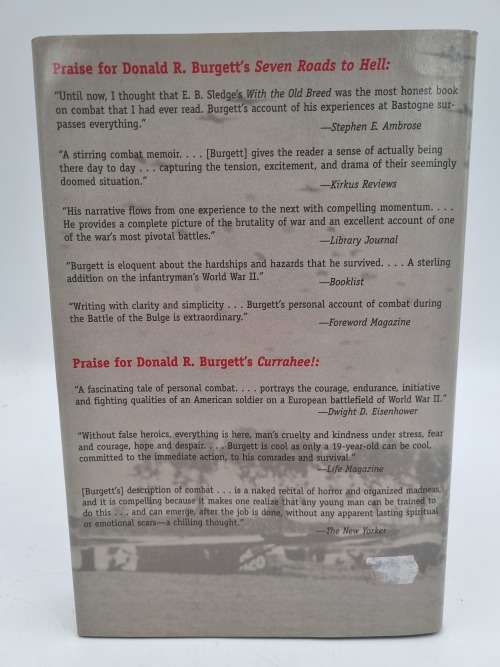 Praise for Donald R. Burgett's Seven Roads to Hell:
"Until now, I thought that E. B. Sledge's With the Old Breed was the most honest book
on combat that I had ever read. Burgett's account of his experiences at Bastogne sur-
passes everything."
—Stephen E. Ambrose
"A stirring combat memoir. . . . [Burgett] gives the reader a sense of actually being
there day to day . . . capturing the tension, excitement, and drama of their seemingly
doomed situation."
—Kirkus Reviews
"His narrative flows from one experience to the next with compelling momentum. . . .
He provides a complete picture of the brutality of war and an excellent account of one
of the war's most pivotal battles."
—Library Journal
"Burgett is eloquent about the hardships and hazards that he survived. . . . A sterling
addition on the infantryman's World War II."
—Booklist
"Writing with clarity and simplicity . . . Burgett's personal account of combat during
the Battle of the Bulge is extraordinary."
—Foreword Magazine
Praise for Donald R. Burgett's Currahee!:
"A fascinating tale of personal combat. . . . portrays the courage, endurance, initiative
and fighting qualities of an American soldier on a European battlefield of World War II."
—Dwight D. Eisenhower
"Without false heroics, everything is here, man's cruelty and kindness under stress, fear
and courage, hope and despair. . . . Burgett is cool as only a 19-year-old can be cool,
committed to the immediate action, to his comrades and survival."
—Life Magazine
[Burgett's] description of combat . . . is a naked recital of horror and organized madness,
and it is compelling because it makes one realize that any young man can be trained to
do this . . . and can emerge, after the job is done, without any apparent lasting spiritual
or emotional scars—a chilling thought."
—The New Yorker